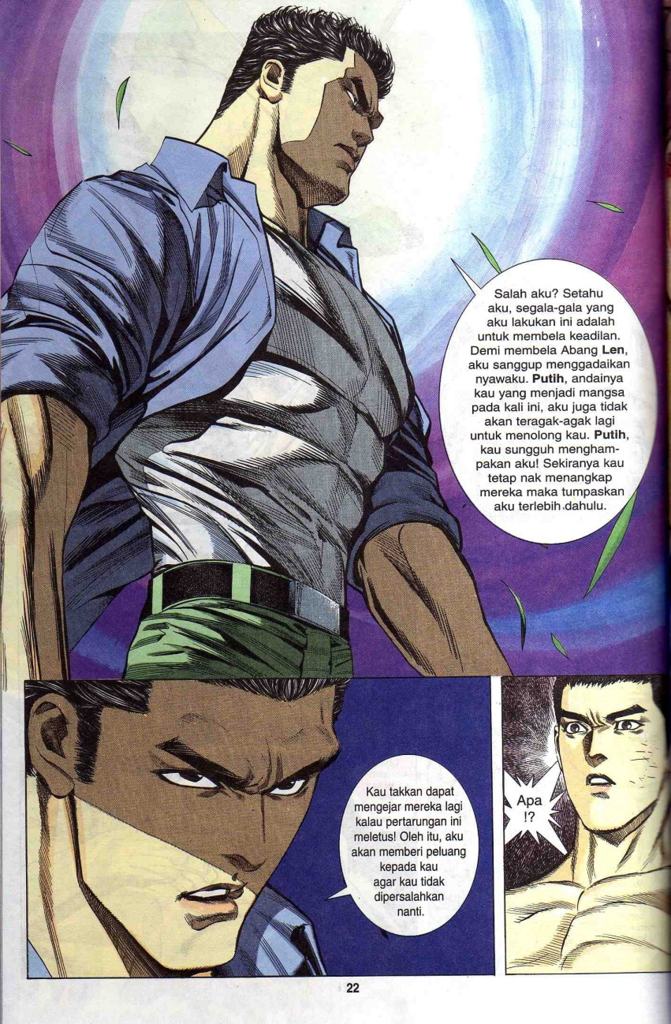 Salah aku? Setahu
aku, segala-gala yang
aku lakukan ini adalah
untuk membela keadilan.
Demi membela Abang Len,
aku sanggup menggadaikan
nyawaku. Putih, andainya
kau yang menjadi mangsa
pada kali ini, aku juga tidak
akan teragak-agak lagi
untuk menolong kau. Putih,
kau sungguh mengham-
pakan aku! Sekiranya kau
tetap nak menangkap
mereka maka tumpaskan
aku terlebih dahulu.
Kau takkan dapat
mengejar mereka lagi
kalau pertarungan ini
meletus! Oleh itu, aku
akan memberi peluang
kepada kau
agar kau tidak
dipersalahkan
nanti.
Apa
!?
22